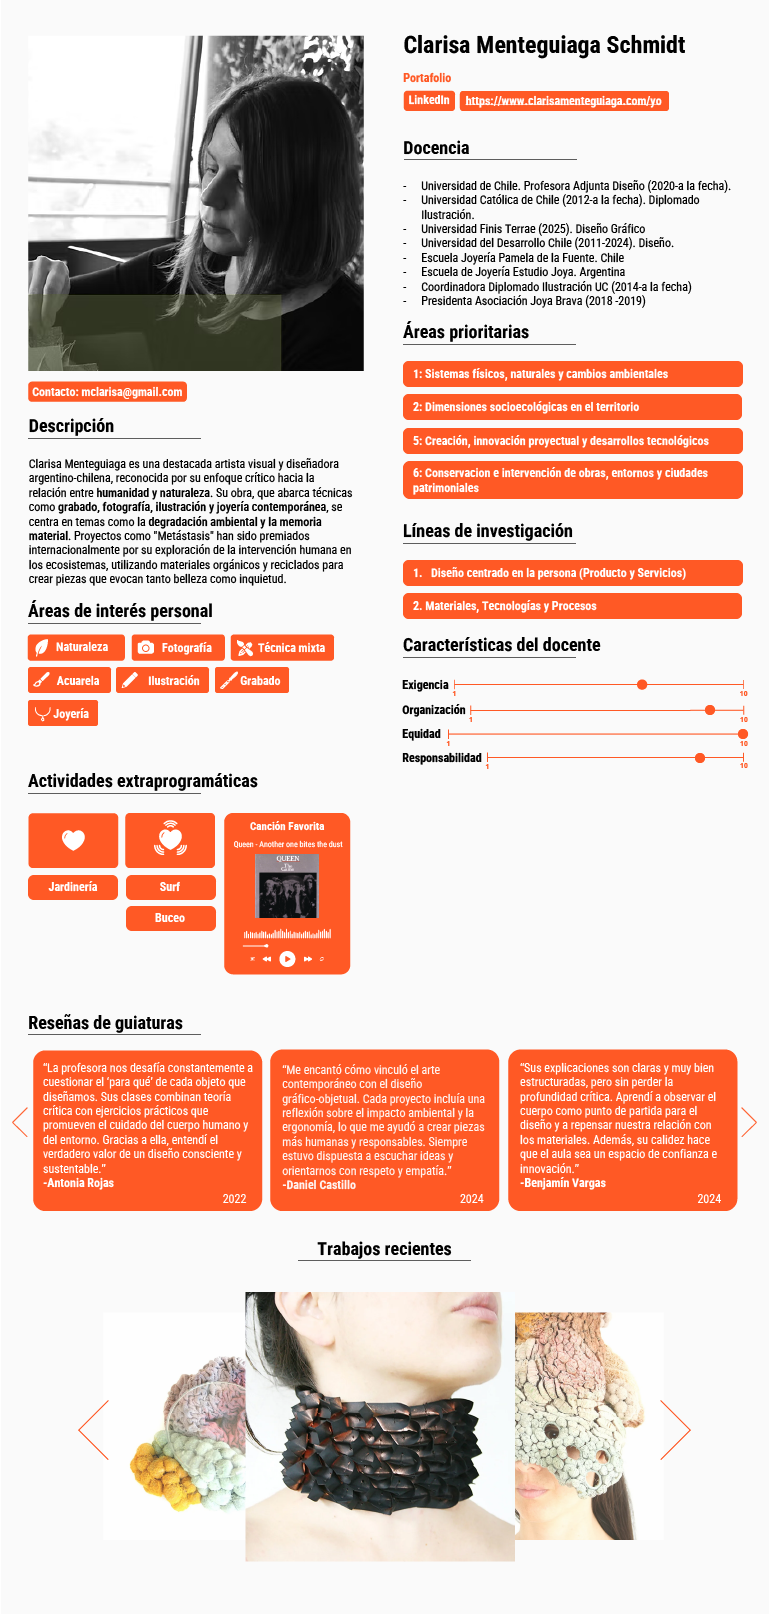 Clarisa Menteguiaga Schmidt
Portafolio
LinkedIn
https://www.clarisamenteguiaga.com/yo
Docencia
- Universidad de Chile. Profesora Adjunta Diseño (2020-a la fecha).
- Universidad Católica de Chile (2012-a la fecha). Diplomado
Ilustración.
- Universidad Finis Terrae (2025). Diseño Gráfico
- Universidad del Desarrollo Chile (2011-2024). Diseño.
- Escuela Joyería Pamela de la Fuente. Chile
- Escuela de Joyería Estudio Joya. Argentina
- Coordinadora Diplomado Ilustración UC (2014-a la fecha)
- Presidenta Asociación Joya Brava (2018 -2019)
Áreas prioritarias
1: Sistemas físicos, naturales y cambios ambientales
2: Dimensiones socioecológicas en el territorio
5: Creación, innovación proyectual y desarrollos tecnológicos
6: Conservacion e intervención de obras, entornos y ciudades
patrimoniales
Líneas de investigación
1. Diseño centrado en la persona (Producto y Servicios)
2. Materiales, Tecnologías y Procesos
Características del docente
Exigencia
1 10
Organización
1 10
Equidad
1 10
Responsabilidad
1 10
Contacto: mclarisa@gmail.com
Descripción
Clarisa Menteguiaga es una destacada artista visual y diseñadora
argentino-chilena, reconocida por su enfoque crítico hacia la
relación entre humanidad y naturaleza. Su obra, que abarca técnicas
como grabado, fotografía, ilustración y joyería contemporánea, se
centra en temas como la degradación ambiental y la memoria
material. Proyectos como "Metástasis" han sido premiados
internacionalmente por su exploración de la intervención humana en
los ecosistemas, utilizando materiales orgánicos y reciclados para
crear piezas que evocan tanto belleza como inquietud.
Áreas de interés personal
Naturaleza
Fotografía
Técnica mixta
Acuarela
Ilustración
Grabado
Joyería
Actividades extraprogramáticas
Jardinería
Surf
Buceo
Canción Favorita
Queen - Another one bites the dust
QUEEN
The
Game
Reseñas de guiaturas
“La profesora nos desafía constantemente a
cuestionar el ‘para qué’ de cada objeto que
diseñamos. Sus clases combinan teoría
crítica con ejercicios prácticos que
promueven el cuidado del cuerpo humano y
del entorno. Gracias a ella, entendí el
verdadero valor de un diseño consciente y
sustentable.”
-Antonia Rojas
2022
“Me encantó cómo vinculó el arte
contemporáneo con el diseño
gráfico-objetual. Cada proyecto incluía una
reflexión sobre el impacto ambiental y la
ergonomía, lo que me ayudó a crear piezas
más humanas y responsables. Siempre
estuvo dispuesta a escuchar ideas y
orientarnos con respeto y empatía.”
-Daniel Castillo
2024
“Sus explicaciones son claras y muy bien
estructuradas, pero sin perder la
profundidad crítica. Aprendí a observar el
cuerpo como punto de partida para el
diseño y a repensar nuestra relación con
los materiales. Además, su calidez hace
que el aula sea un espacio de confianza e
innovación.”
-Benjamín Vargas
2024
Trabajos recientes